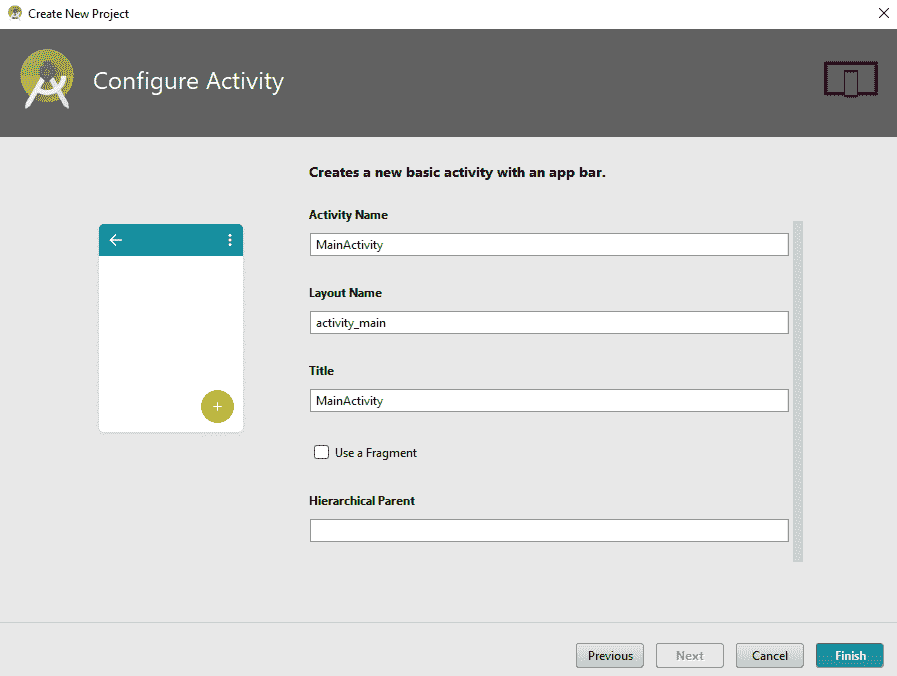 Create New Project
Configure Activity
Creates a new basic activity with an app bar.
Activity Name
MainActivity
Layout Name
activity_main
Title
MainActivity
Use a Fragment
Hierarchical Parent
Previous Next Cancel Finish